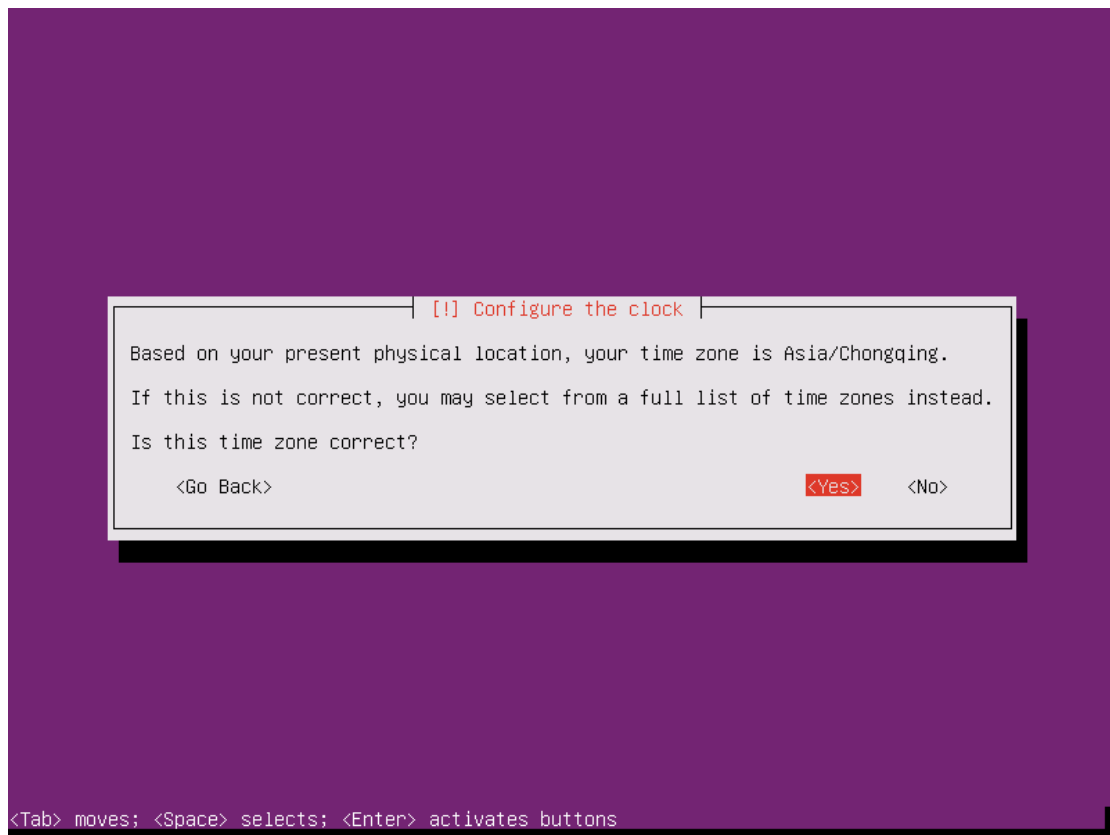 [!] Configure the clock
Based on your present physical location, your time zone is Asia/Chongqing.
If this is not correct, you may select from a full list of time zones instead.
Is this time zone correct?
<Go Back> <Yes> <No>
<Tab> moves; <Space> selects; <Enter> activates buttons